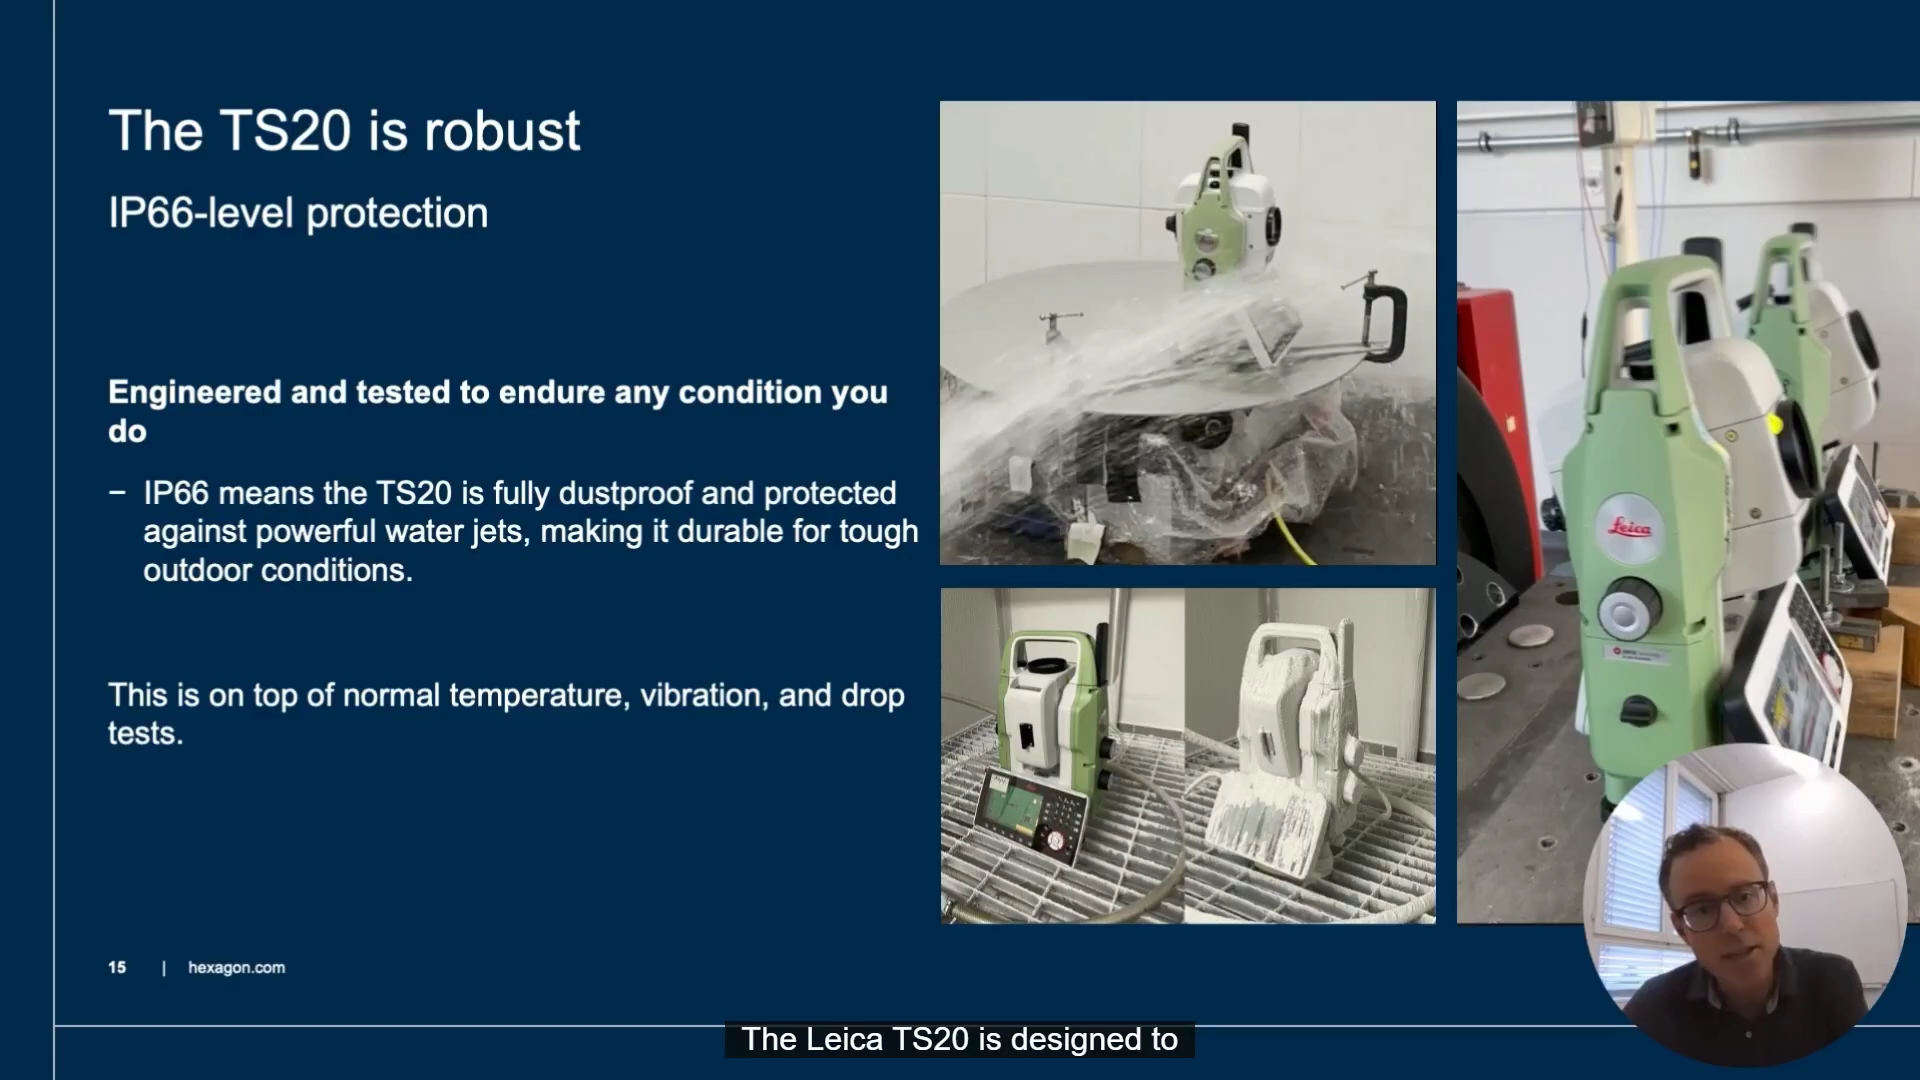 The TS20 is robust
IP66-level protection
Engineered and tested to endure any condition you
do
– IP66 means the TS20 is fully dustproof and protected
against powerful water jets, making it durable for tough
outdoor conditions.
This is on top of normal temperature, vibration, and drop
tests.
Leica
15 | hexagon.com
The Leica TS20 is designed to